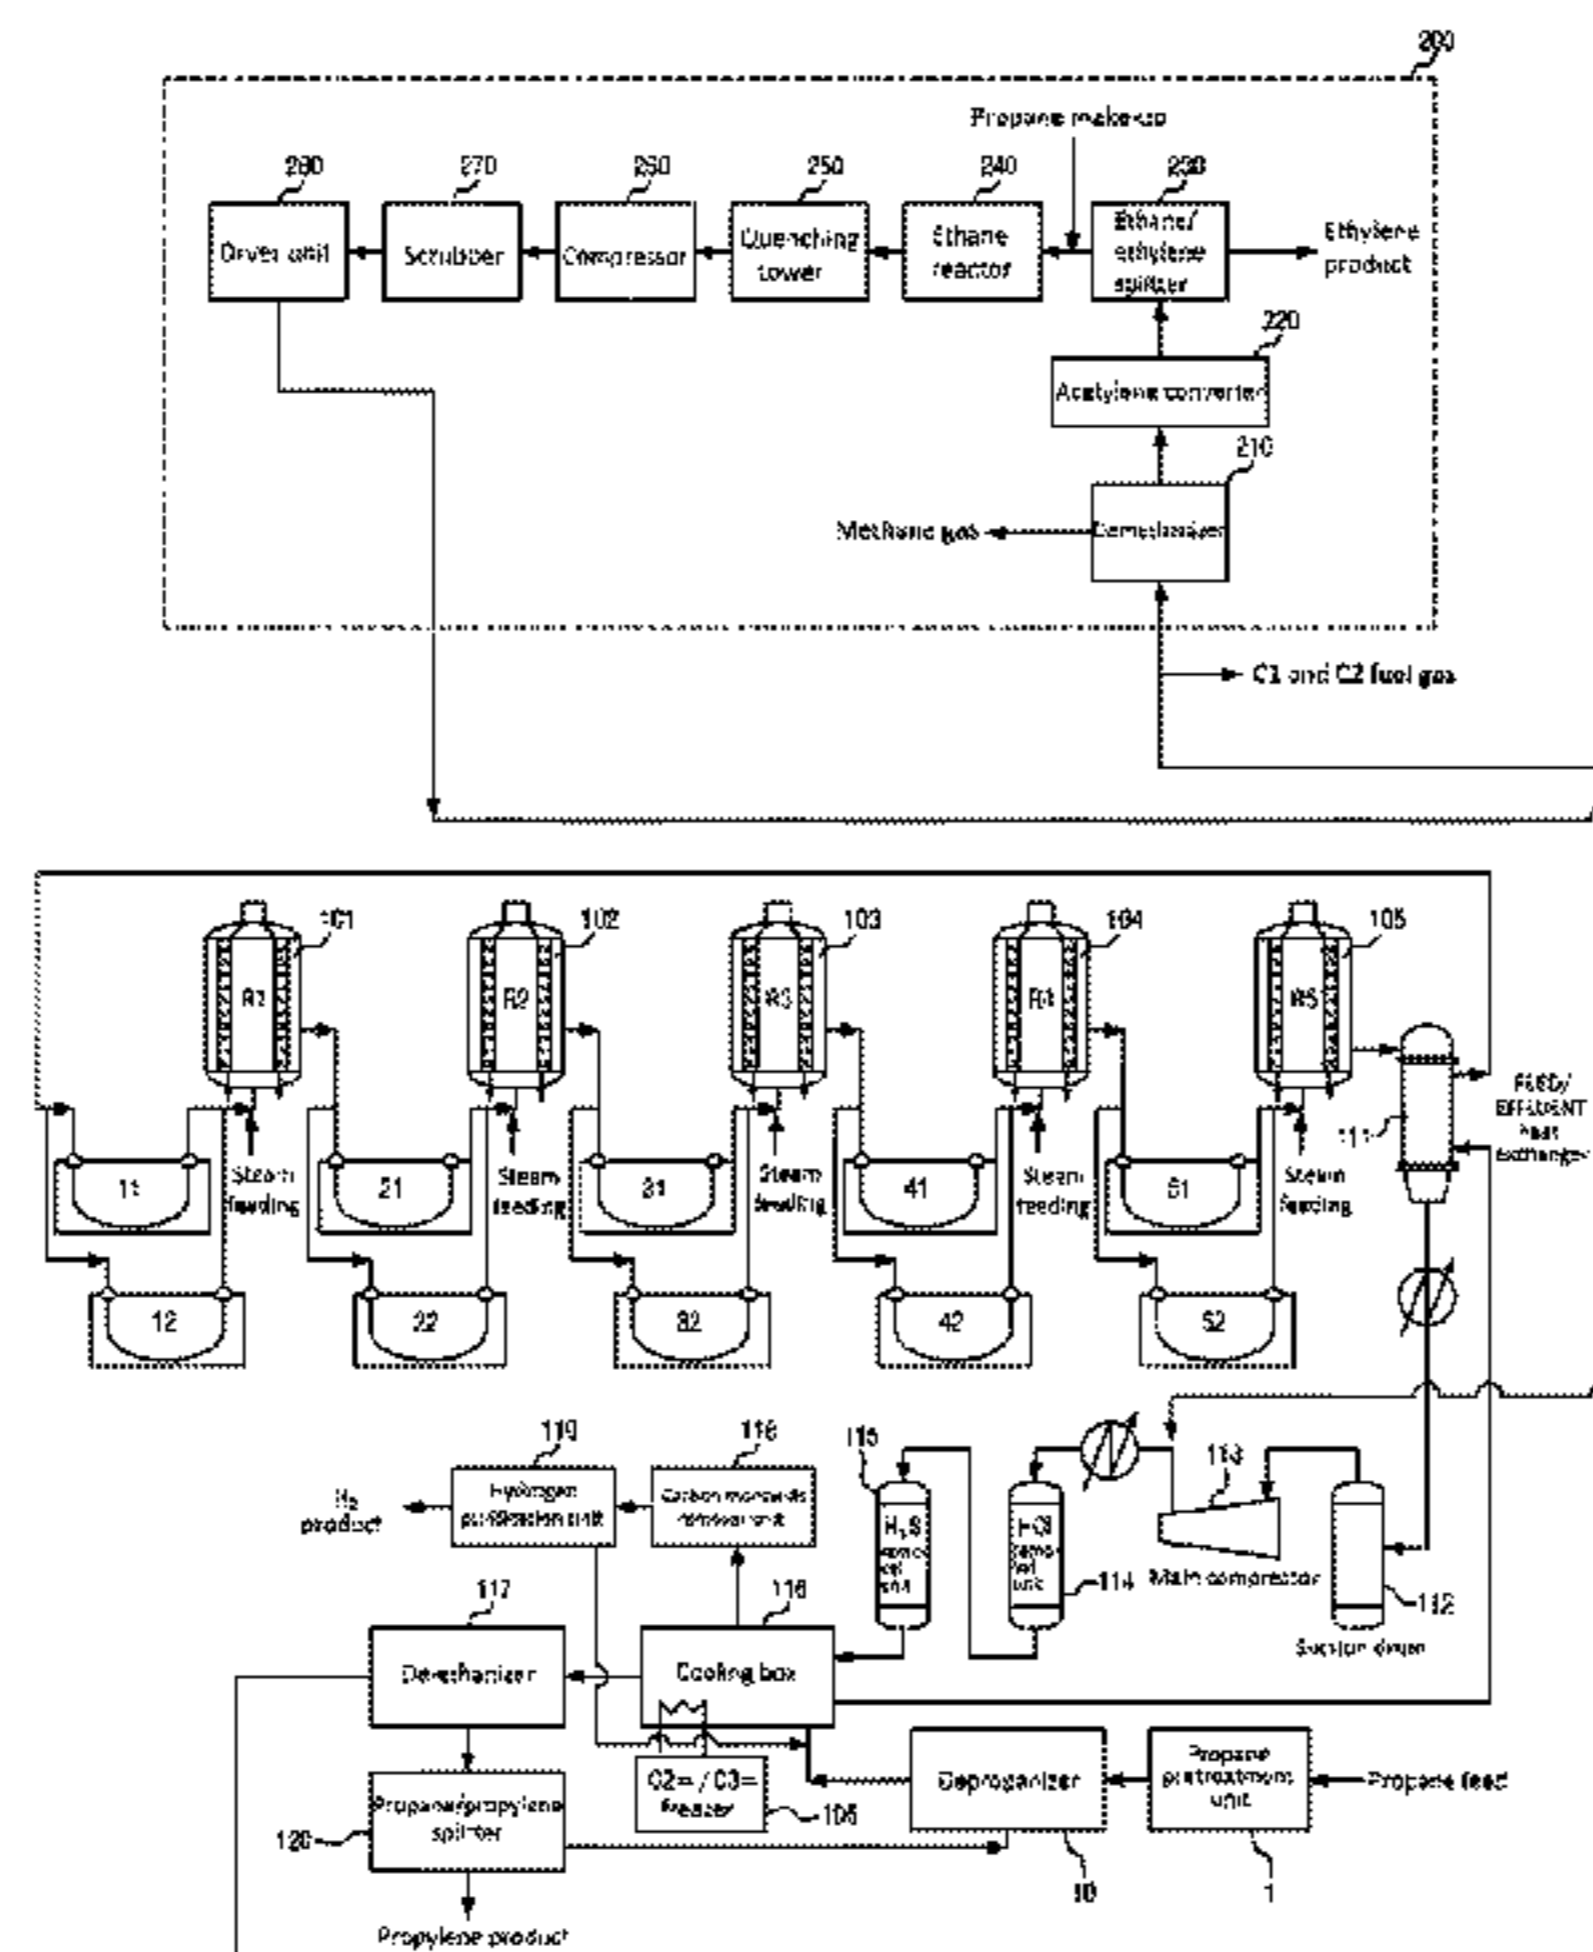 200
Propane make-up
270
250
240
Dryer unit
Scrubber
Compressor
Quenching
tower
Ethane
reactor
Ethane/
ethylene
splitter
Ethylene
product
220
Acetylene converter
210
Methane gas
Demethanizer
C1 and C2 fuel gas
101
102
103
104
105
R1
R2
R3
R4
R5
FEED/
EFFLUENT
heat
exchanger
111
11
Steam
feeding
21
Steam
feeding
31
Steam
feeding
41
Steam
feeding
51
Steam
feeding
12
22
32
42
52
119
118
115
113
H₂
product
Hydrogen
purification unit
Carbon monoxide
removal unit
H₂S
removal
unit
HCl
removal
unit
114
Main compressor
112
Suction drum
117
116
Deethanizer
Cooling box
Propane/propylene
splitter
120
C2= / C3=
freezer
Depropanizer
Propane
pretreatment
unit
Propane feed
10
1
Propylene product